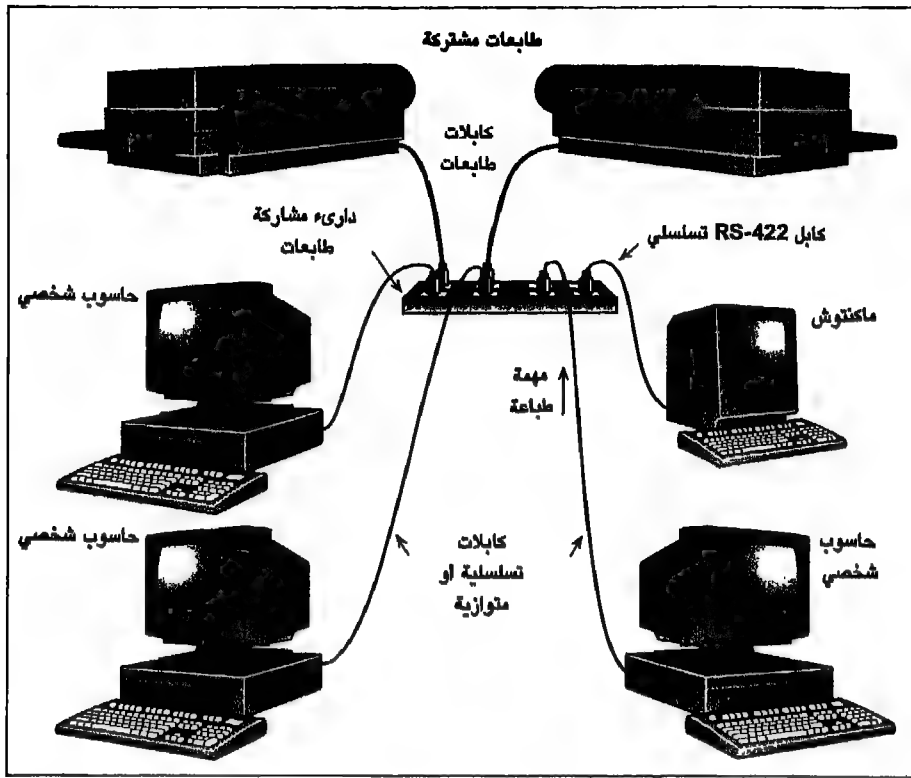 طابعات مشتركة
كابلات
طابعات
دارىء مشاركة
طابعات
كابل RS-422 تسلسلي
حاسوب شخصي
ماكنتوش
مهمة
طباعة
حاسوب شخصي
كابلات
تسلسلية او
متوازية
حاسوب
شخصي